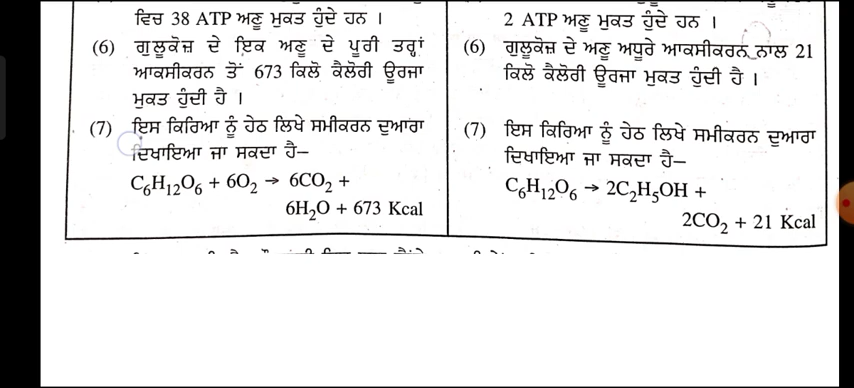 ਵਿਚ 38 ATP ਅਣੂ ਮੁਕਤ ਹੁੰਦੇ ਹਨ ।
(6) ਗੁਲੂਕੋਜ਼ ਦੇ ਇਕ ਅਣੂ ਦੇ ਪੂਰੀ ਤਰ੍ਹਾਂ
ਆਕਸੀਕਰਨ ਤੋਂ 673 ਕਿਲੋ ਕੈਲੋਰੀ ਊਰਜਾ
ਮੁਕਤ ਹੁੰਦੀ ਹੈ ।
(7) ਇਸ ਕਿਰਿਆ ਨੂੰ ਹੇਠ ਲਿਖੇ ਸਮੀਕਰਨ ਦੁਆਰਾ
ਦਿਖਾਇਆ ਜਾ ਸਕਦਾ ਹੈ–
C₆H₁₂O₆ + 6O₂ → 6CO₂ +
6H₂O + 673 Kcal
2 ATP ਅਣੂ ਮੁਕਤ ਹੁੰਦੇ ਹਨ ।
(6) ਗੁਲੂਕੋਜ਼ ਦੇ ਅਣੂ ਅਧੂਰੇ ਆਕਸੀਕਰਨ ਨਾਲ 21
ਕਿਲੋ ਕੈਲੋਰੀ ਊਰਜਾ ਮੁਕਤ ਹੁੰਦੀ ਹੈ ।
(7) ਇਸ ਕਿਰਿਆ ਨੂੰ ਹੇਠ ਲਿਖੇ ਸਮੀਕਰਨ ਦੁਆਰਾ
ਦਿਖਾਇਆ ਜਾ ਸਕਦਾ ਹੈ–
C₆H₁₂O₆ → 2C₂H₅OH +
2CO₂ + 21 Kcal